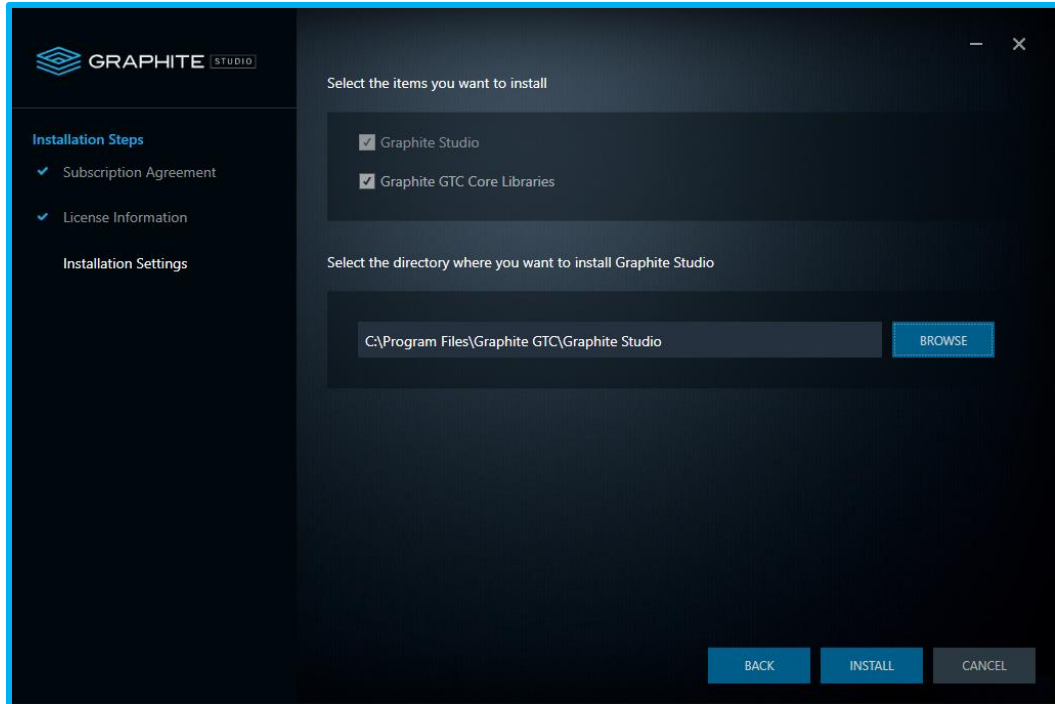 GRAPHITE STUDIO
Installation Steps
Subscription Agreement
License Information
Installation Settings
Select the items you want to install
Graphite Studio
Graphite GTC Core Libraries
Select the directory where you want to install Graphite Studio
C:\Program Files\Graphite GTC\Graphite Studio
BROWSE
BACK
INSTALL
CANCEL